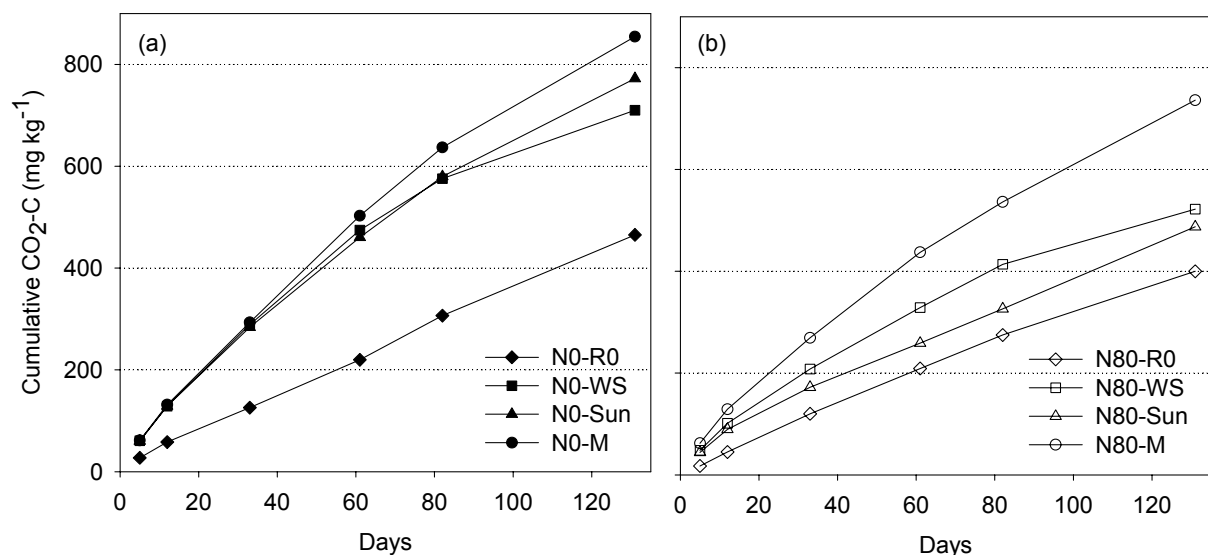 (a)
(b)
Cumulative CO2-C (mg kg-1)
800
600
400
200
0
N0-R0
N0-WS
N0-Sun
N0-M
N80-R0
N80-WS
N80-Sun
N80-M
0 20 40 60 80 100 120
0 20 40 60 80 100 120
Days
Days